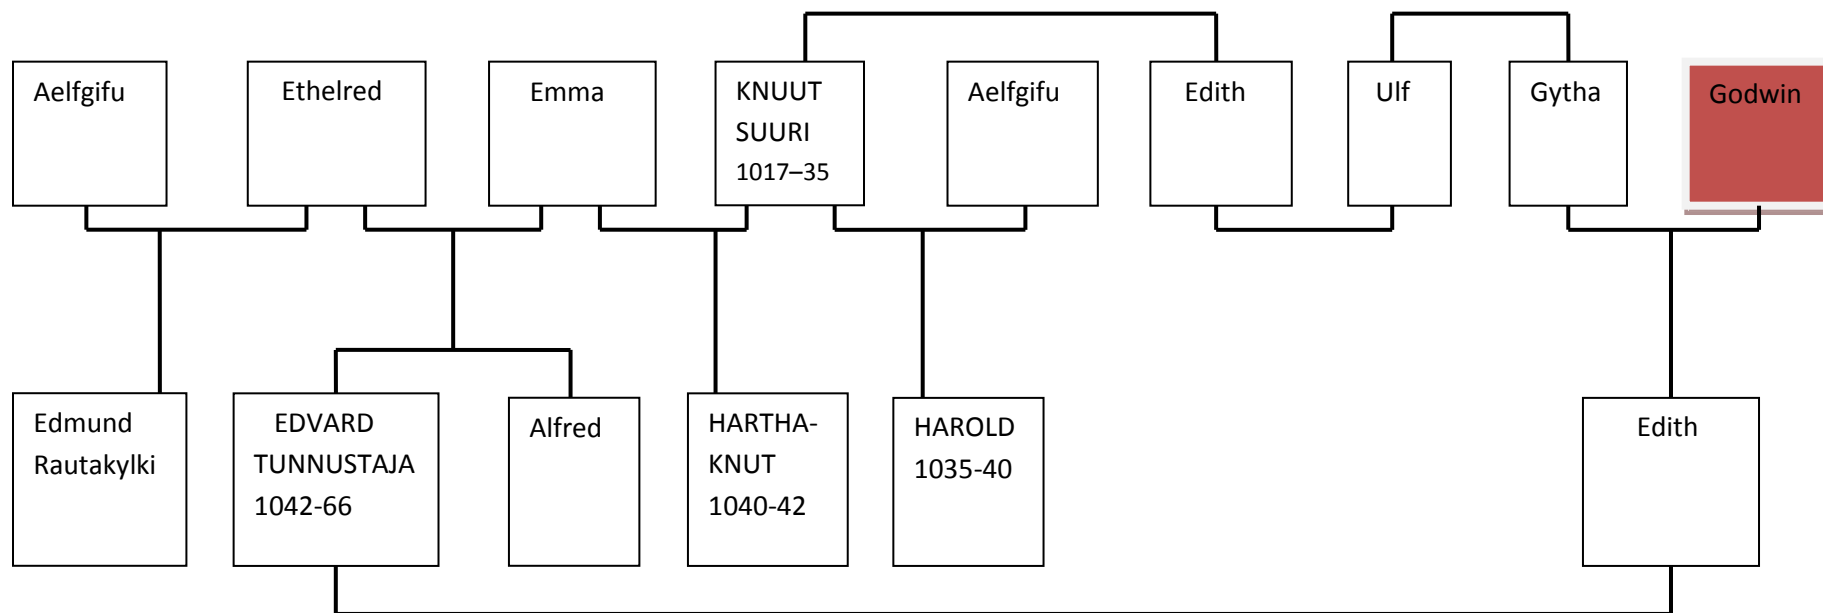 Aelfgifu
Ethelred
Emma
KNUUT
SUURI
1017–35
Aelfgifu
Edith
Ulf
Gytha
Godwin
Edmund
Rautakylki
EDVARD
TUNNUSTAJA
1042-66
Alfred
HARTHA-
KNUT
1040-42
HAROLD
1035-40
Edith